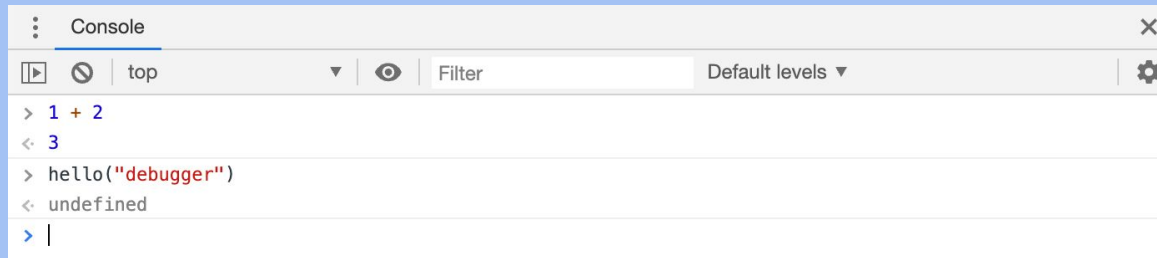 Console
top Filter Default levels
1 + 2
3
hello("debugger")
undefined